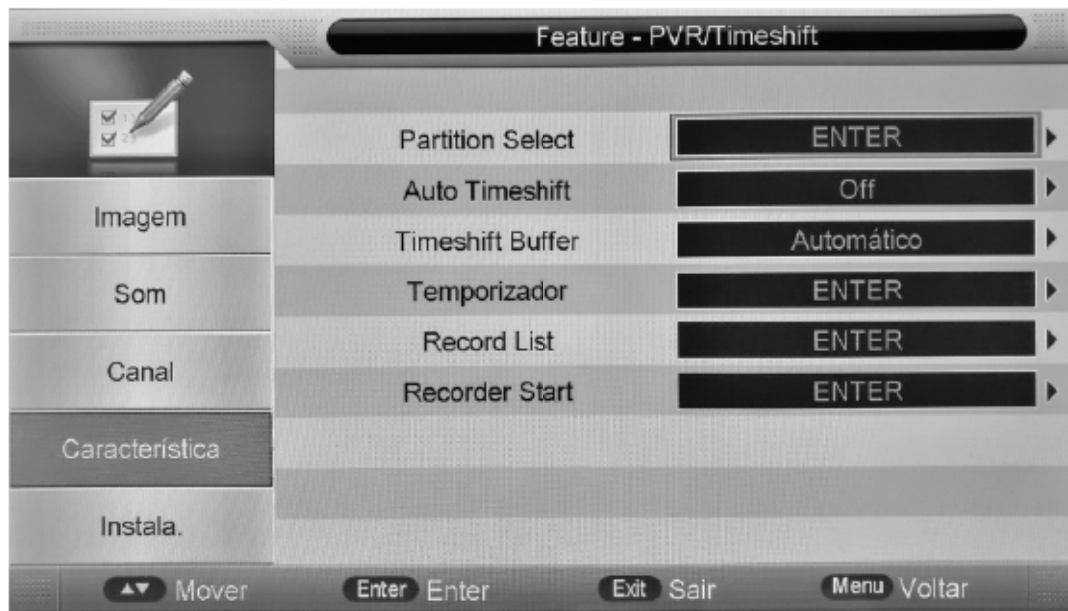 Feature - PVR/Timeshift
Partition Select ENTER
Auto Timeshift Off
Timeshift Buffer Automático
Temporizador ENTER
Record List ENTER
Recorder Start ENTER
Imagem
Som
Canal
Característica
Instala.
Mover Enter Enter Exit Sair Menu Voltar